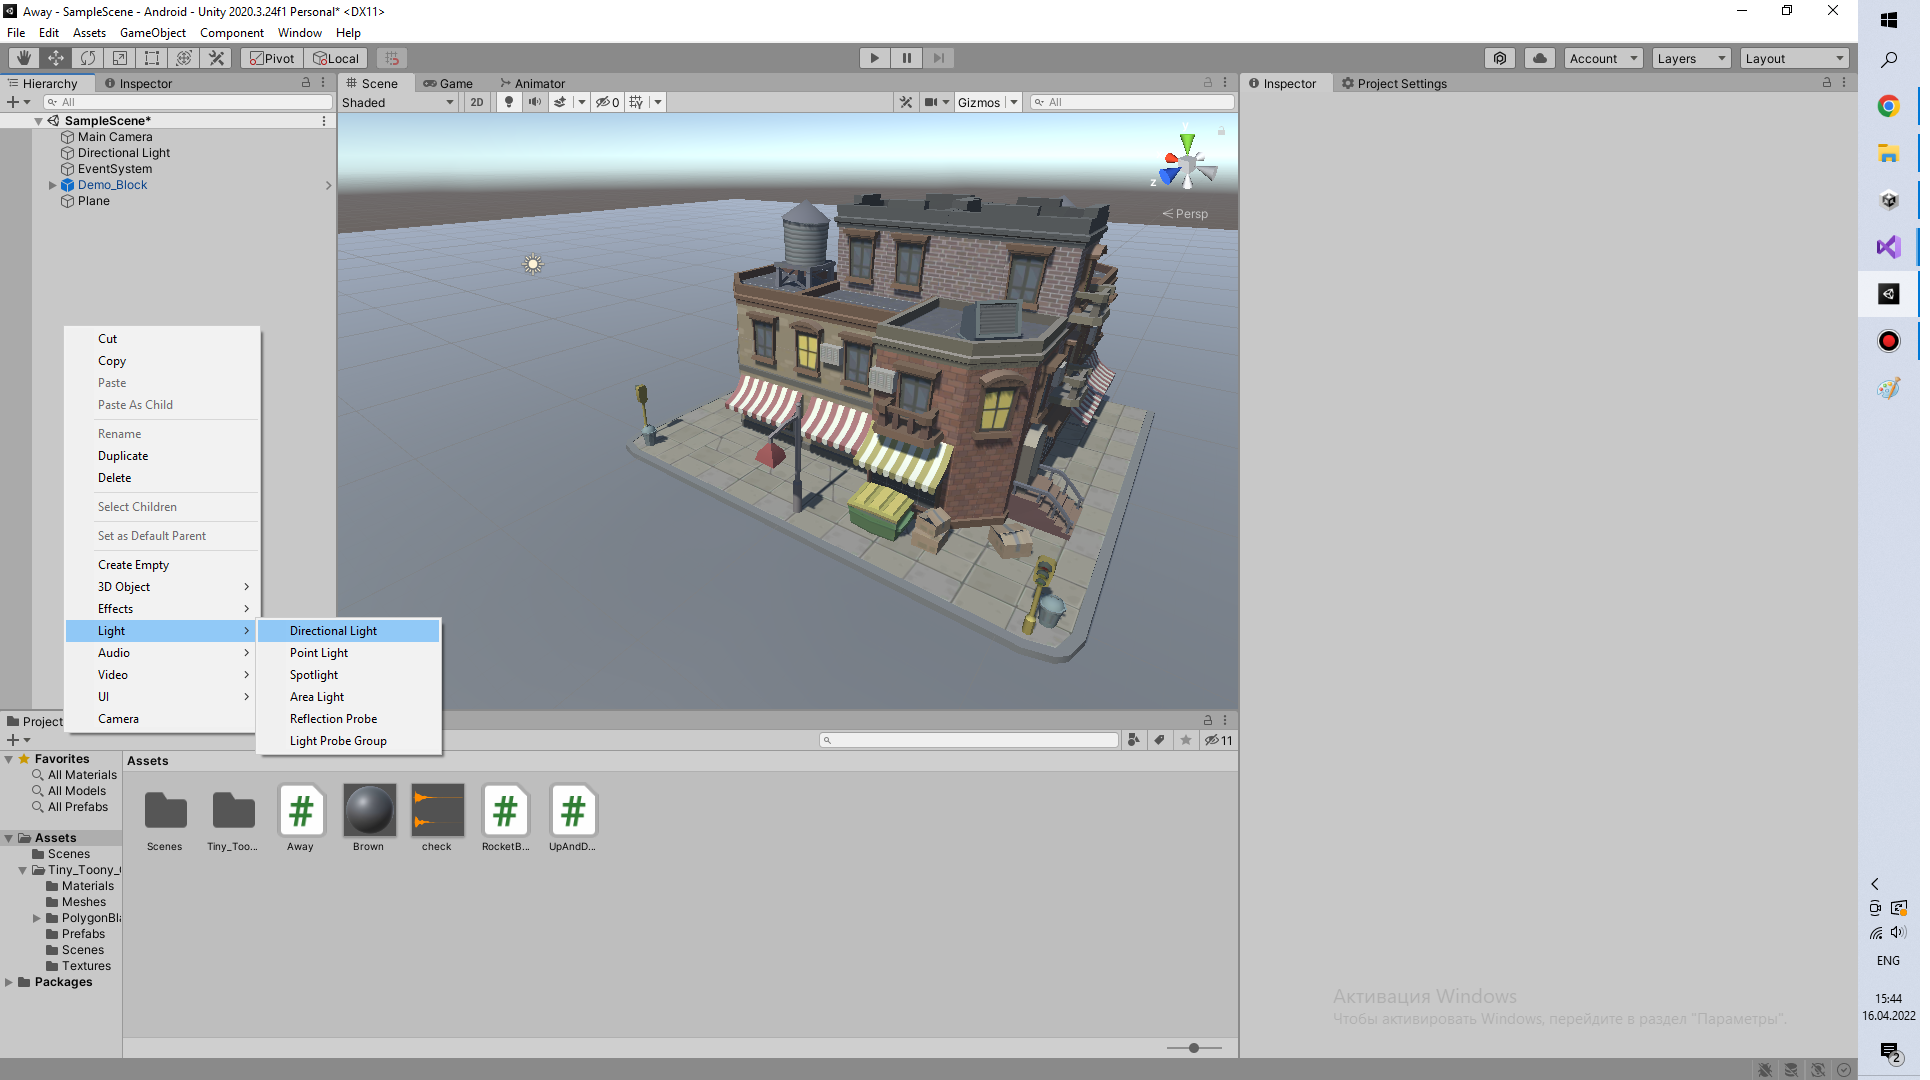 Away - SampleScene - Android - Unity 2020.3.24f1 Personal* <DX11>
File Edit Assets GameObject Component Window Help
Pivot Local Account Layers Layout
Hierarchy Inspector
All
SampleScene*
Main Camera
Directional Light
EventSystem
Demo_Block
Plane
Scene Game Animator
Shaded 2D 0 Gizmos All
Y
Z
Persp
Inspector Project Settings
Cut
Copy
Paste
Paste As Child
Rename
Duplicate
Delete
Select Children
Set as Default Parent
Create Empty
3D Object
Effects
Light
Audio
Video
UI
Camera
Directional Light
Point Light
Spotlight
Area Light
Reflection Probe
Light Probe Group
Project
11
Favorites
All Materials
All Models
All Prefabs
Assets
Scenes
Tiny_Toony_
Materials
Meshes
PolygonBla
Prefabs
Scenes
Textures
Packages
Assets
Scenes Tiny_Too... Away Brown check RocketB... UpAndD...
Активация Windows
Чтобы активировать Windows, перейдите в раздел "Параметры".
ENG
15:44
16.04.2022
2